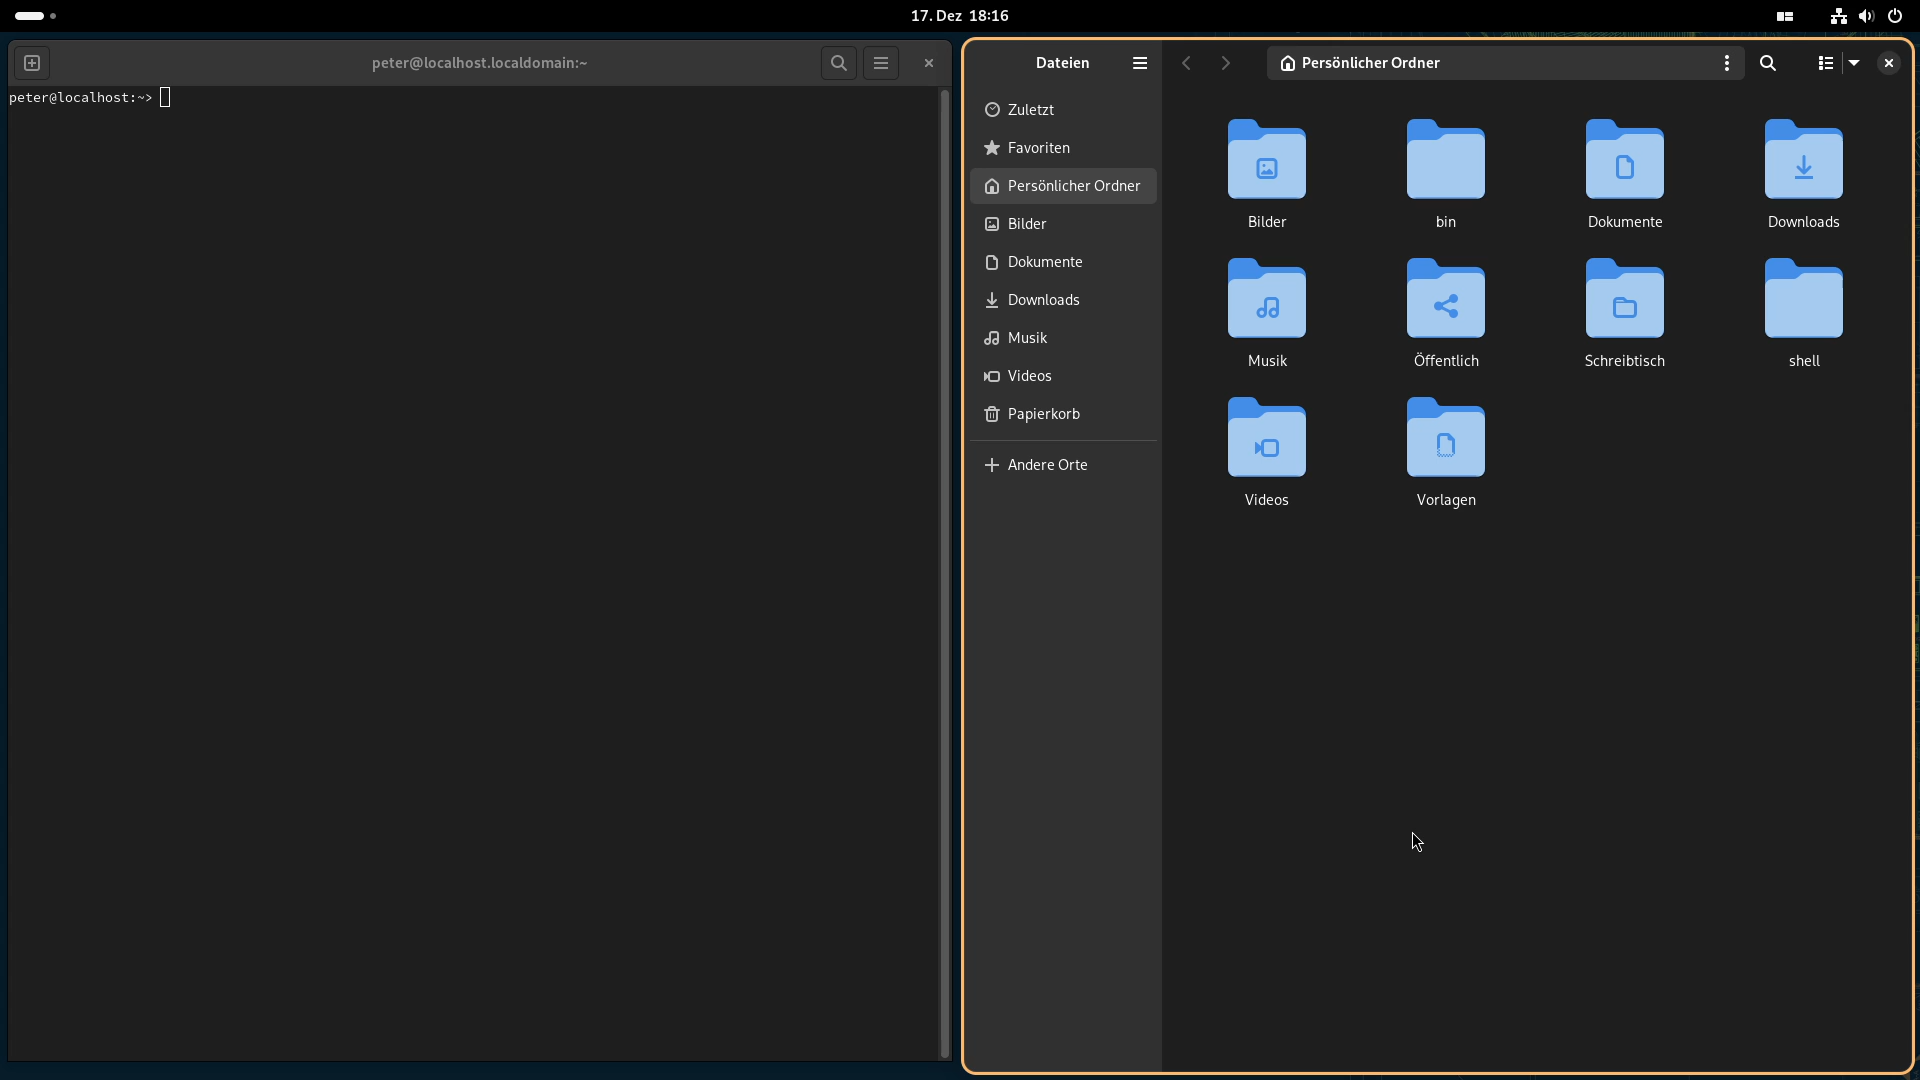 17. Dez 18:16
peter@localhost.localdomain:~
peter@localhost:~>
Dateien
Persönlicher Ordner
Zuletzt
Favoriten
Persönlicher Ordner
Bilder
Dokumente
Downloads
Musik
Videos
Papierkorb
Andere Orte
Bilder
bin
Dokumente
Downloads
Musik
Öffentlich
Schreibtisch
shell
Videos
Vorlagen